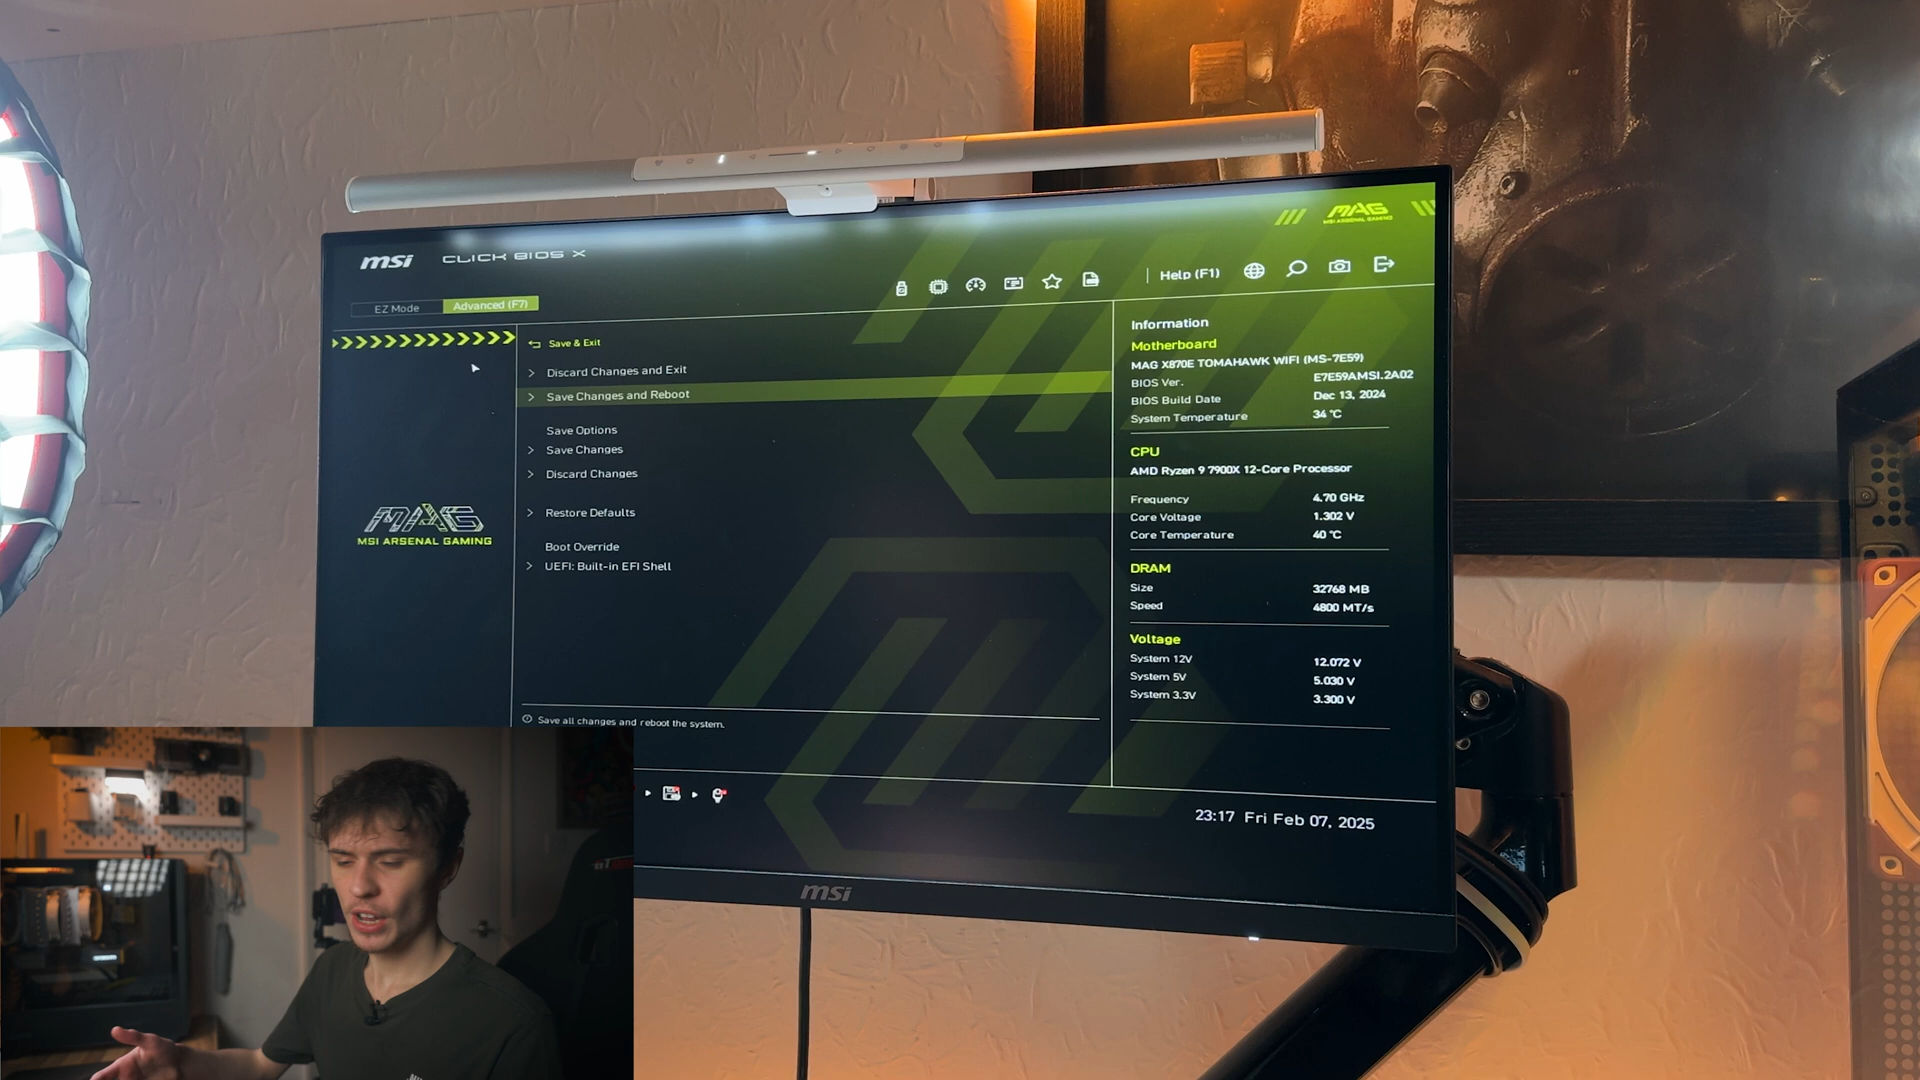 MAG
MSI ARSENAL GAMING
msi CLICK BIOS X
Help (F1)
EZ Mode
Advanced (F7)
Save & Exit
Discard Changes and Exit
Save Changes and Reboot
Save Options
Save Changes
Discard Changes
Restore Defaults
Boot Override
UEFI: Built-in EFI Shell
MAG
MSI ARSENAL GAMING
Save all changes and reboot the system.
Information
Motherboard
MAG X870E TOMAHAWK WIFI (MS-7E59)
BIOS Ver. E7E59AMSI.2A02
BIOS Build Date Dec 13, 2024
System Temperature 34 °C
CPU
AMD Ryzen 9 7900X 12-Core Processor
Frequency 4.70 GHz
Core Voltage 1.302 V
Core Temperature 40 °C
DRAM
Size 32768 MB
Speed 4800 MT/s
Voltage
System 12V 12.072 V
System 5V 5.030 V
System 3.3V 3.300 V
23:17 Fri Feb 07, 2025
msi